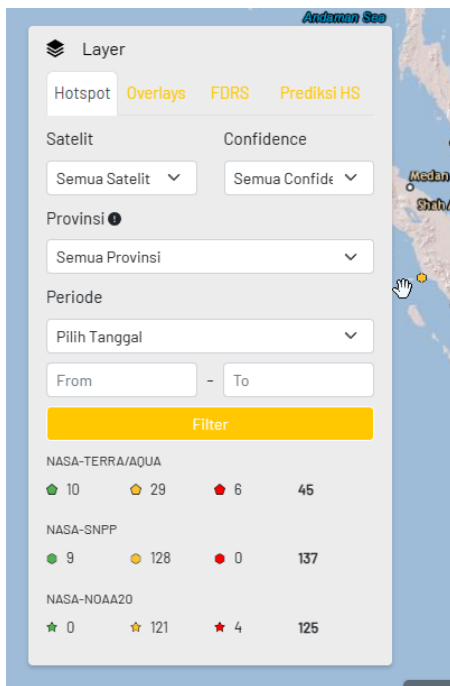 Andaman Sea
Layer
Hotspot Overlays FDRS Prediksi HS
Satelit Confidence
Semua Satelit Semua Confide
Medan
Shah
Provinsi
Semua Provinsi
Periode
Pilih Tanggal
From - To
Filter
NASA-TERRA/AQUA
10 29 6 45
NASA-SNPP
9 128 0 137
NASA-NOAA20
0 121 4 125